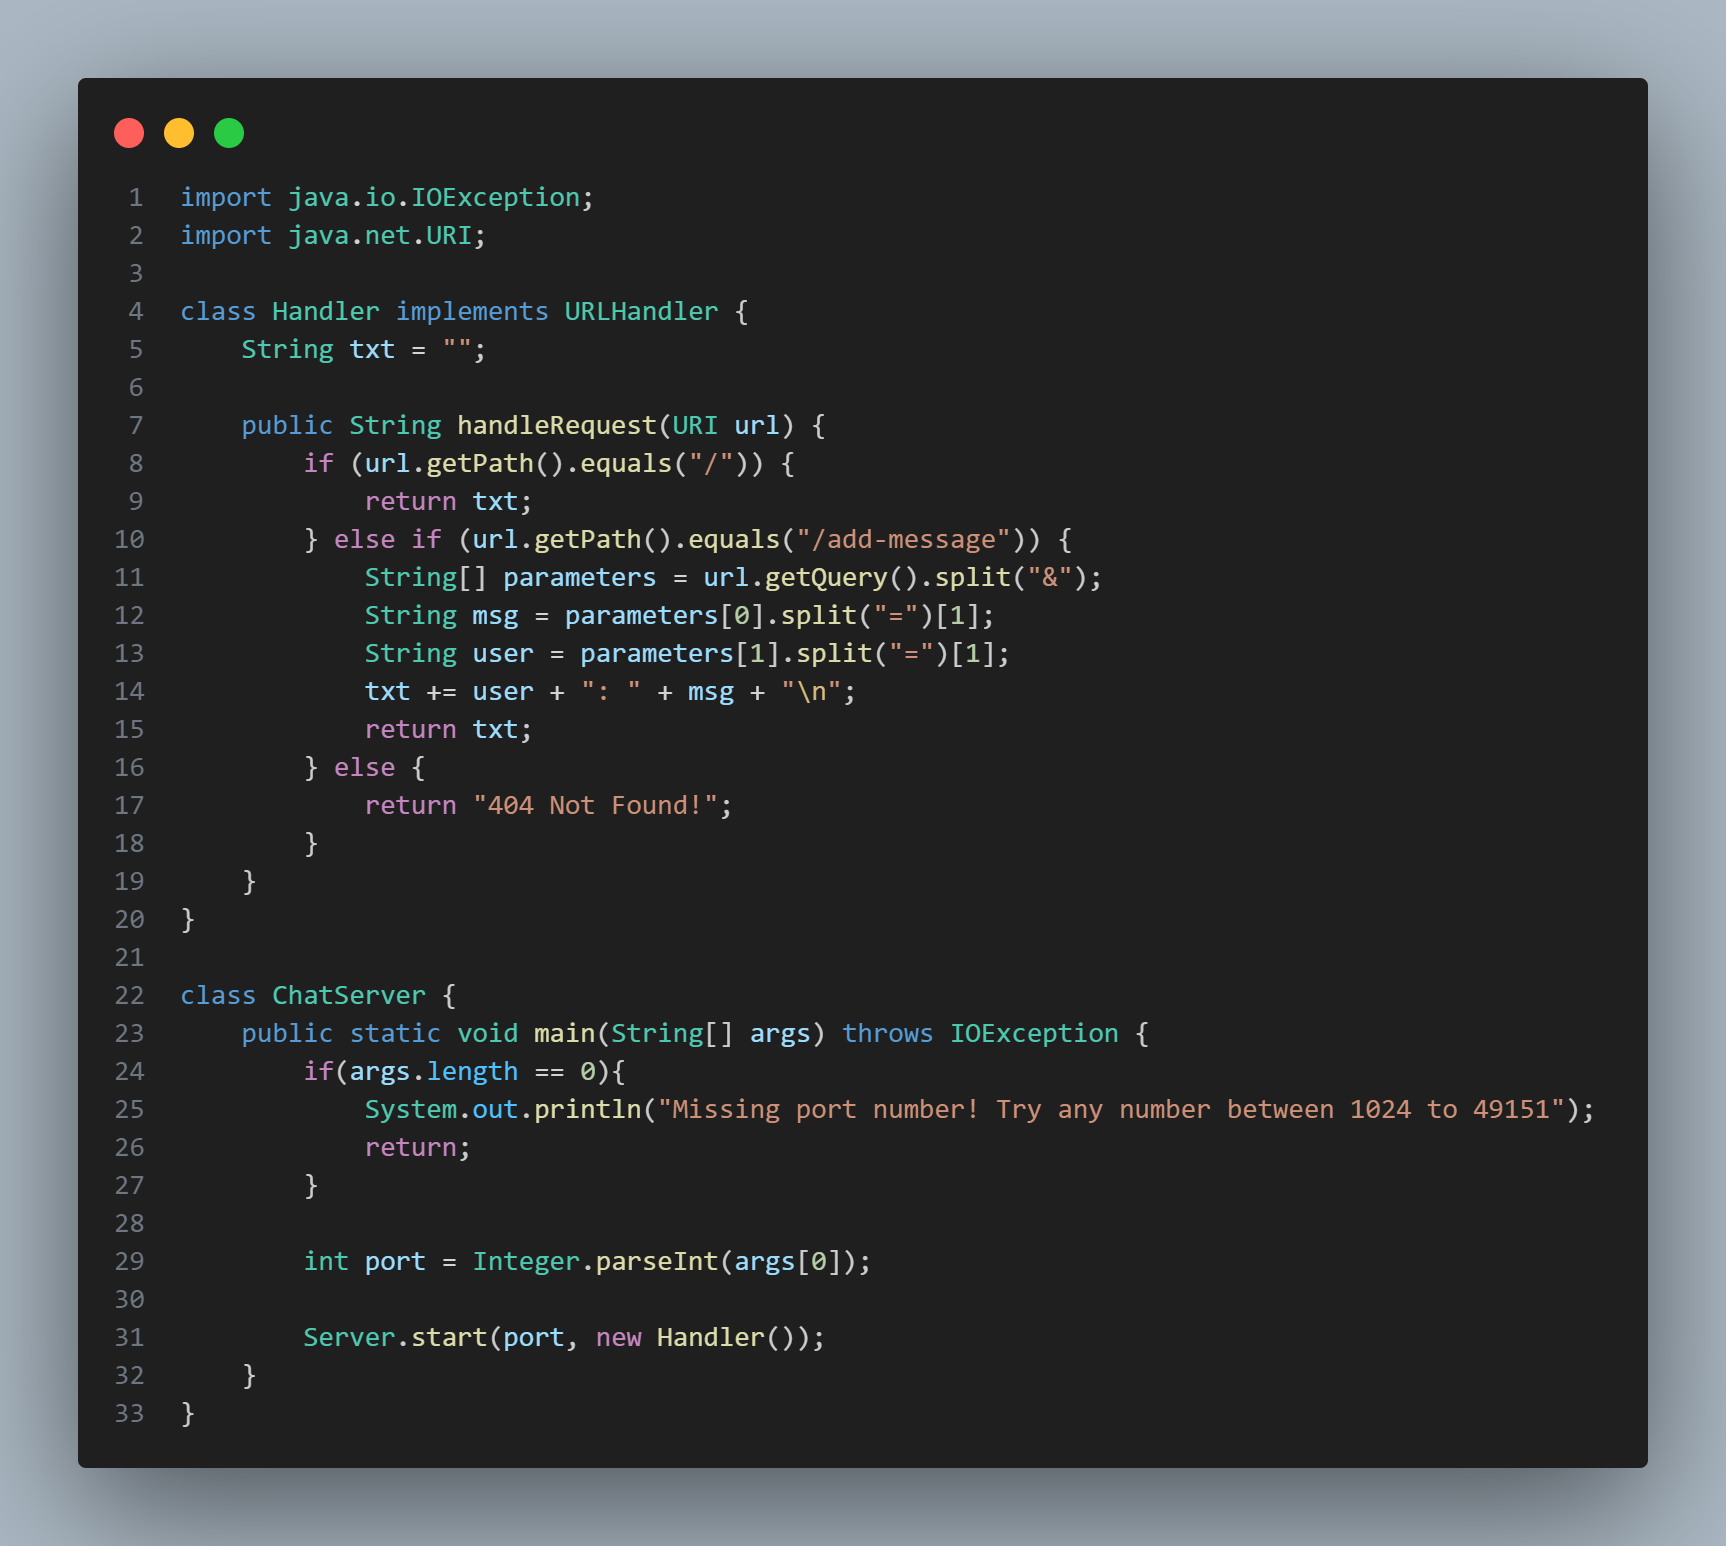 1 import java.io.IOException;
2 import java.net.URI;
3
4 class Handler implements URLHandler {
5     String txt = "";
6
7     public String handleRequest(URI url) {
8         if (url.getPath().equals("/")) {
9             return txt;
10         } else if (url.getPath().equals("/add-message")) {
11             String[] parameters = url.getQuery().split("&");
12             String msg = parameters[0].split("=")[1];
13             String user = parameters[1].split("=")[1];
14             txt += user + ": " + msg + "\n";
15             return txt;
16         } else {
17             return "404 Not Found!";
18         }
19     }
20 }
21
22 class ChatServer {
23     public static void main(String[] args) throws IOException {
24         if(args.length == 0){
25             System.out.println("Missing port number! Try any number between 1024 to 49151");
26             return;
27         }
28
29         int port = Integer.parseInt(args[0]);
30
31         Server.start(port, new Handler());
32     }
33 }